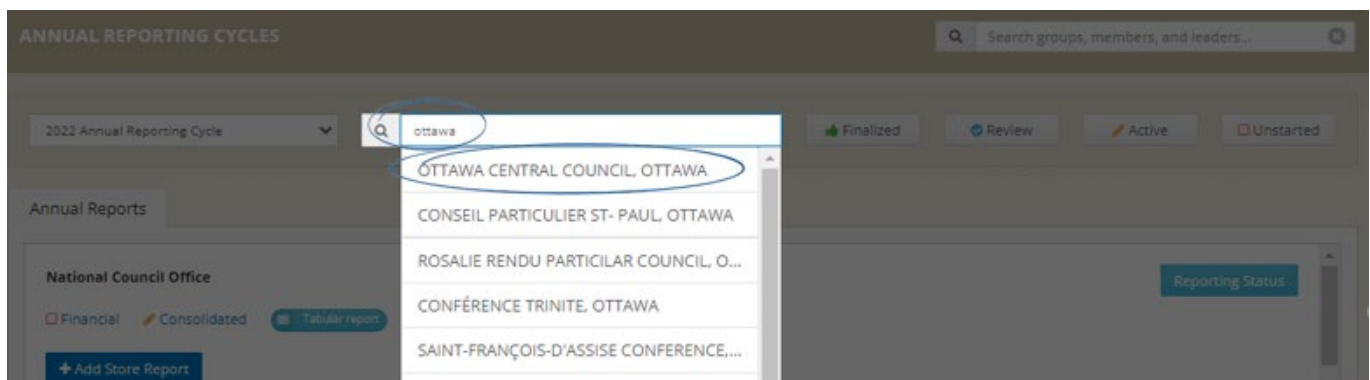 ANNUAL REPORTING CYCLES
Search groups, members, and leaders...
2022 Annual Reporting Cycle
ottawa
Finalized
Review
Active
Unstarted
OTTAWA CENTRAL COUNCIL, OTTAWA
CONSEIL PARTICULIER ST- PAUL, OTTAWA
ROSALIE RENDU PARTICILAR COUNCIL, O...
CONFÉRENCE TRINITE, OTTAWA
SAINT-FRANÇOIS-D'ASSISE CONFERENCE,...
Annual Reports
National Council Office
Reporting Status
Financial
Consolidated
Tabular report
+ Add Store Report